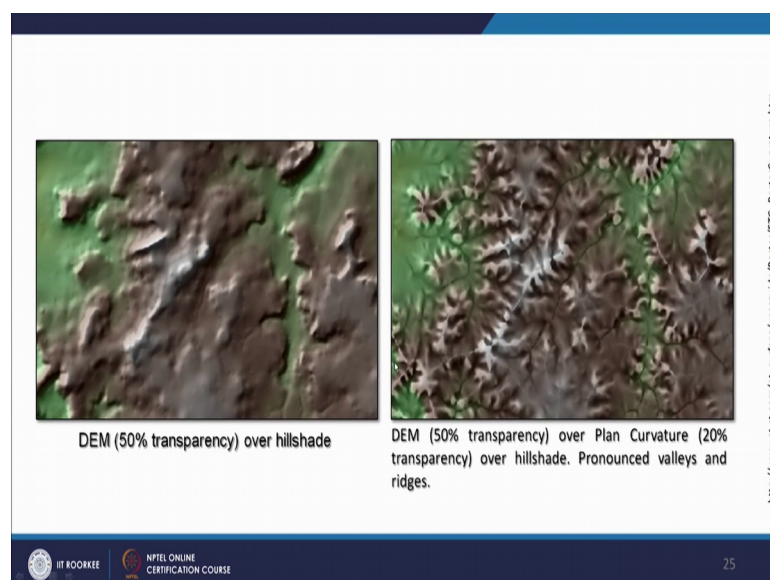 DEM (50% transparency) over hillshade
DEM (50% transparency) over Plan Curvature (20%
transparency) over hillshade. Pronounced valleys and
ridges.
IIT ROORKEE
NPTEL ONLINE
CERTIFICATION COURSE
25